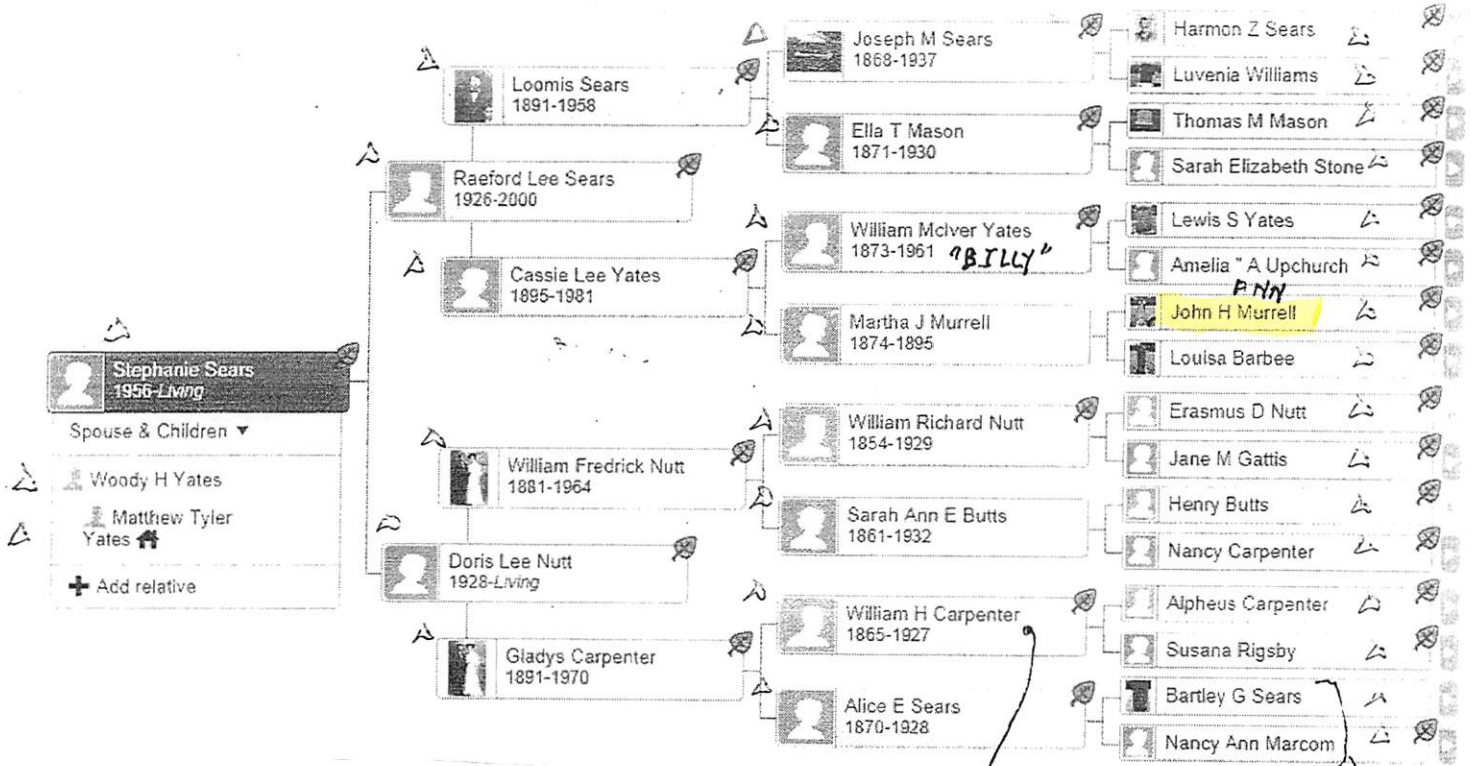 Stephanie Sears
1956-Living
Spouse & Children ▼
Woody H Yates
Matthew Tyler
Yates
+ Add relative
Raeford Lee Sears
1926-2000
Doris Lee Nutt
1928-Living
Loomis Sears
1891-1958
Cassie Lee Yates
1895-1981
William Fredrick Nutt
1881-1964
Gladys Carpenter
1891-1970
Joseph M Sears
1868-1937
Ella T Mason
1871-1930
William McIver Yates
1873-1961 "BILLY"
Martha J Murrell
1874-1895
William Richard Nutt
1854-1929
Sarah Ann E Butts
1861-1932
William H Carpenter
1865-1927
Alice E Sears
1870-1928
Harmon Z Sears
Luvenia Williams
Thomas M Mason
Sarah Elizabeth Stone
Lewis S Yates
Amelia " A Upchurch
ANN
John H Murrell
Louisa Barbee
Erasmus D Nutt
Jane M Gattis
Henry Butts
Nancy Carpenter
Alpheus Carpenter
Susana Rigsby
Bartley G Sears
Nancy Ann Marcom